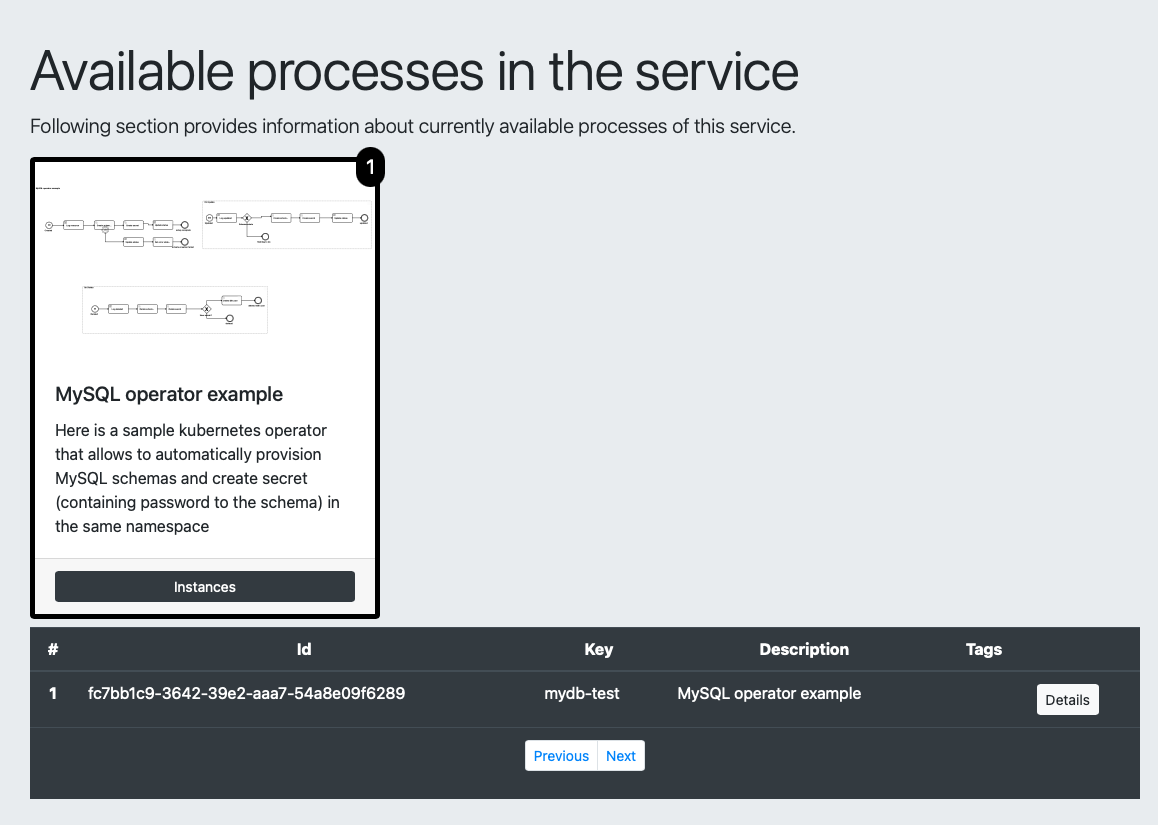 Available processes in the service
Following section provides information about currently available processes of this service.
1
MySQL operator example
MySQL operator example
Here is a sample kubernetes operator
that allows to automatically provision
MySQL schemas and create secret
(containing password to the schema) in
the same namespace
Instances
# Id Key Description Tags
1 fc7bb1c9-3642-39e2-aaa7-54a8e09f6289 mydb-test MySQL operator example Details
Previous Next